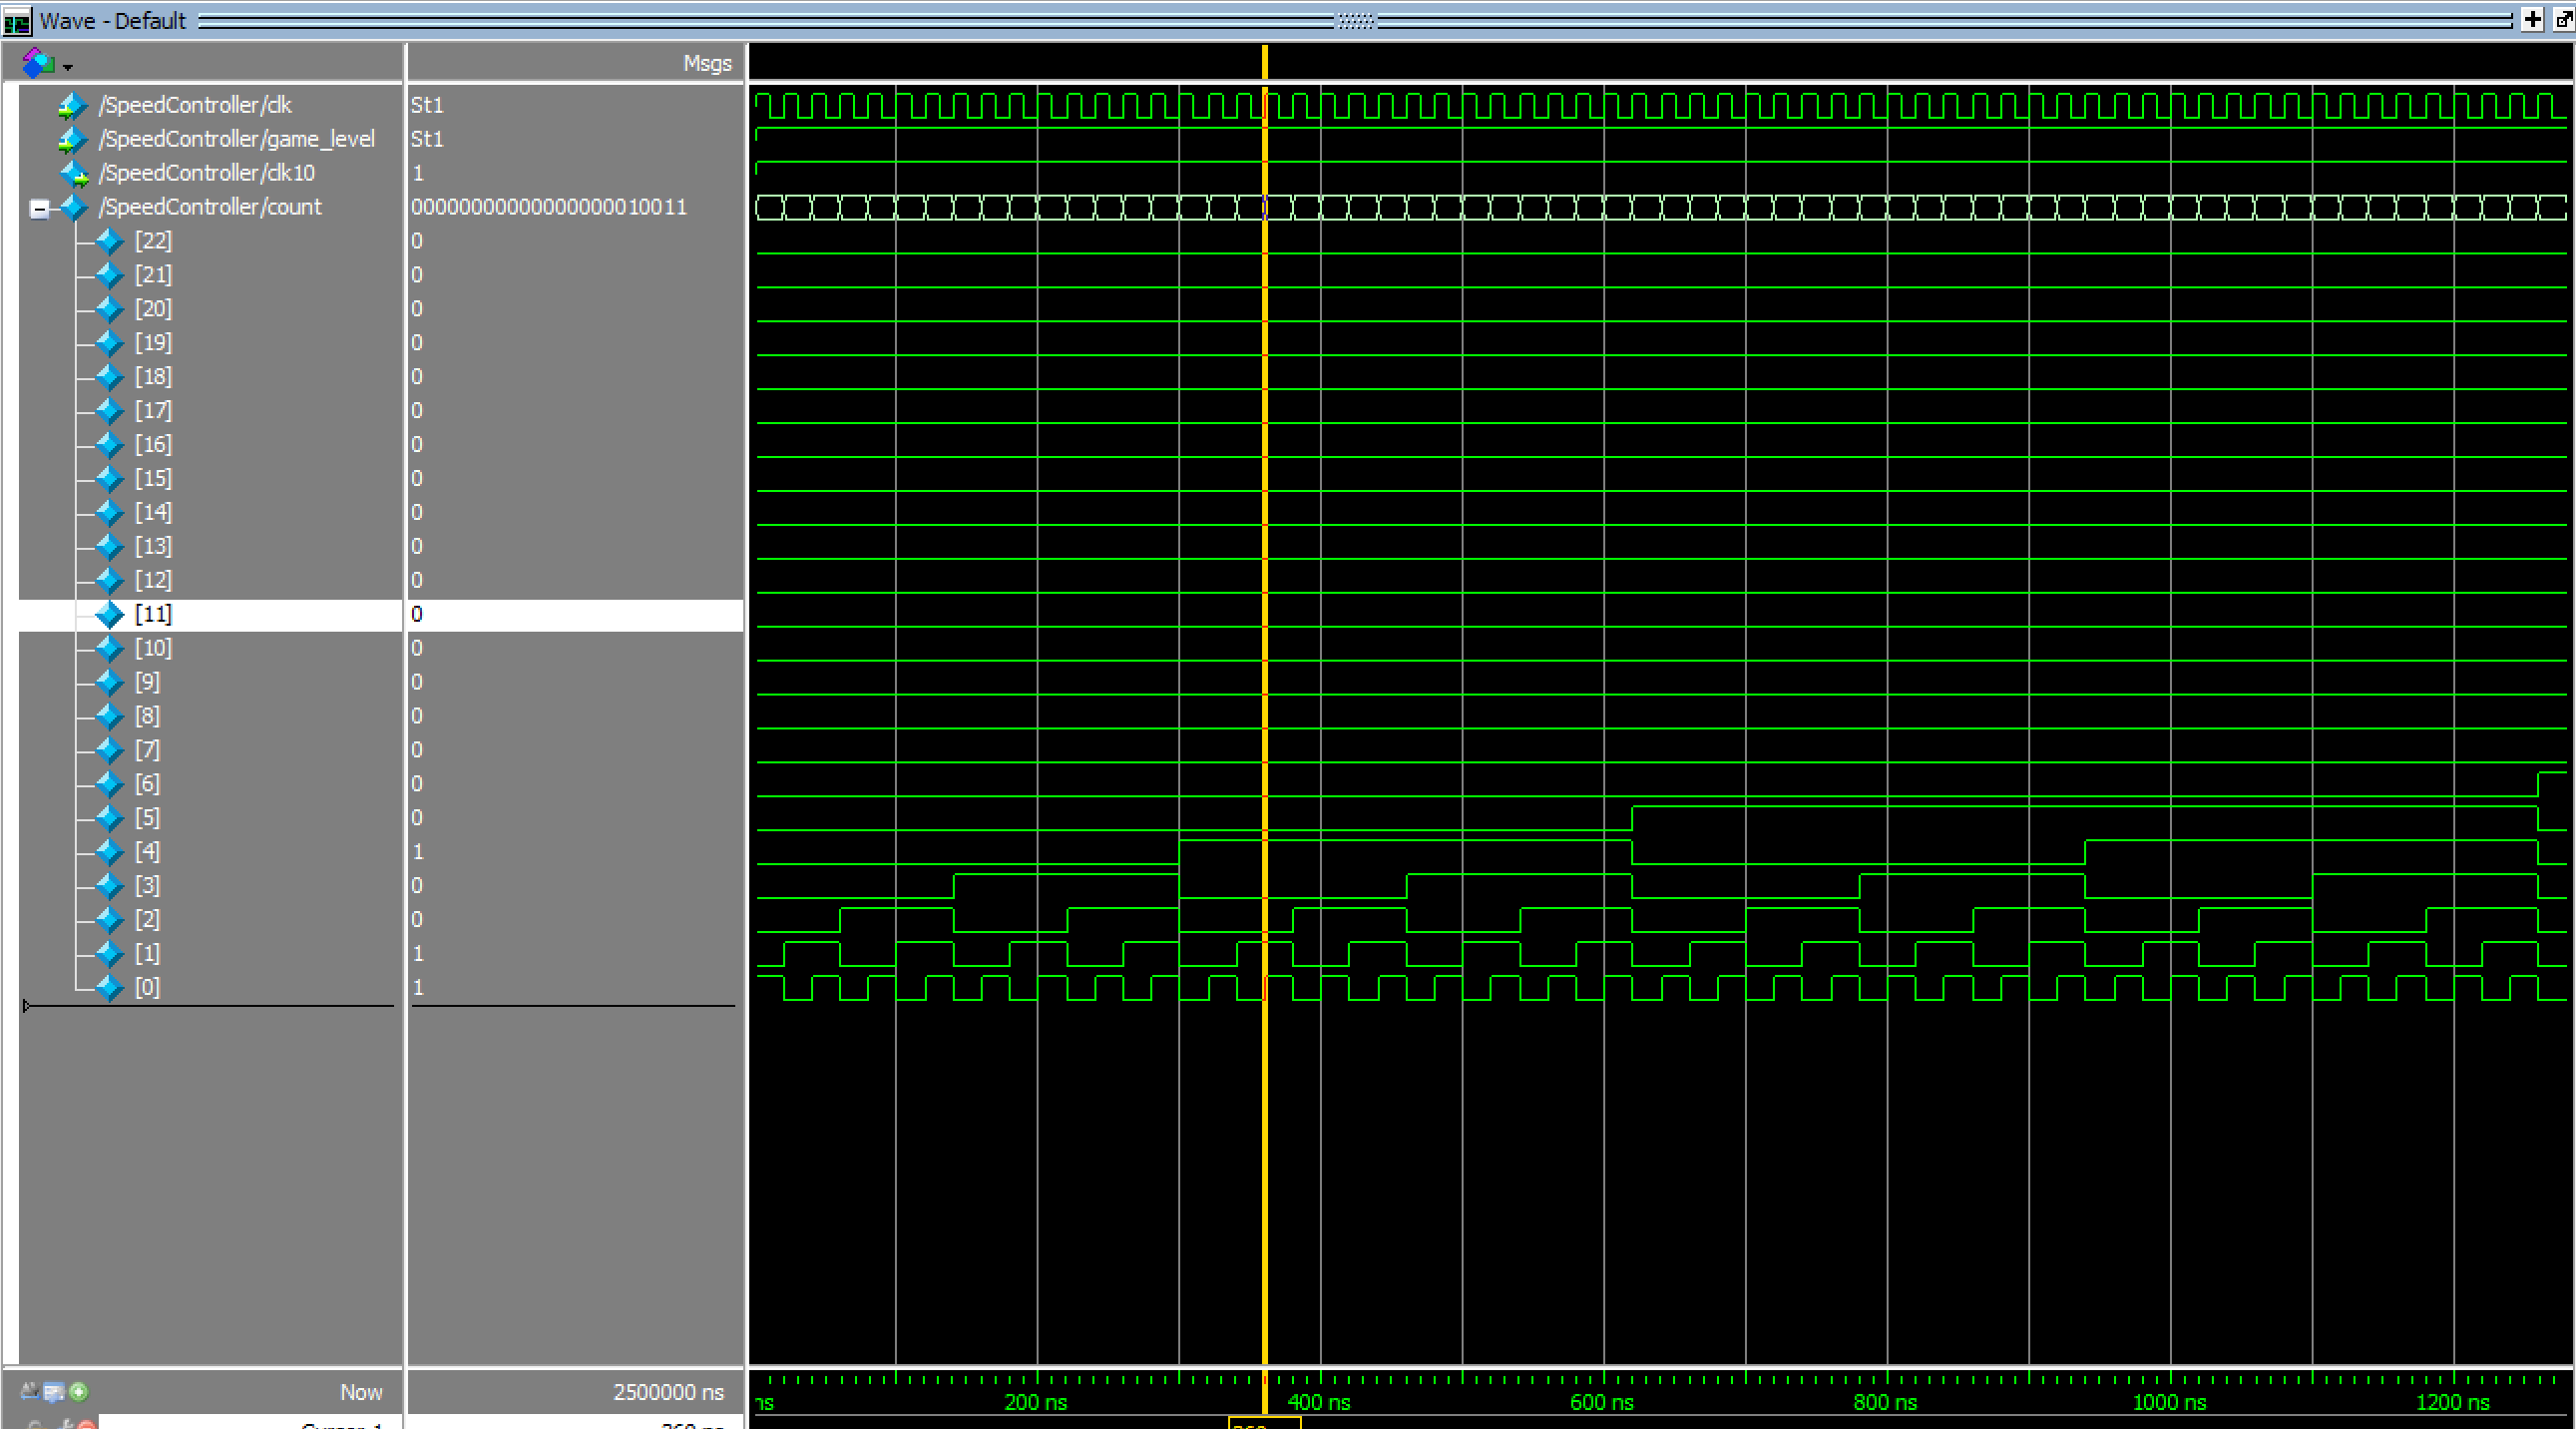 Wave - Default
Msgs
/SpeedController/clk St1
/SpeedController/game_level St1
/SpeedController/clk10 1
/SpeedController/count 00000000000000000010011
[22] 0
[21] 0
[20] 0
[19] 0
[18] 0
[17] 0
[16] 0
[15] 0
[14] 0
[13] 0
[12] 0
[11] 0
[10] 0
[9] 0
[8] 0
[7] 0
[6] 0
[5] 0
[4] 1
[3] 0
[2] 0
[1] 1
[0] 1
Now 2500000 ns
ns 200 ns 400 ns 600 ns 800 ns 1000 ns 1200 ns
Cursor 1 360 ns